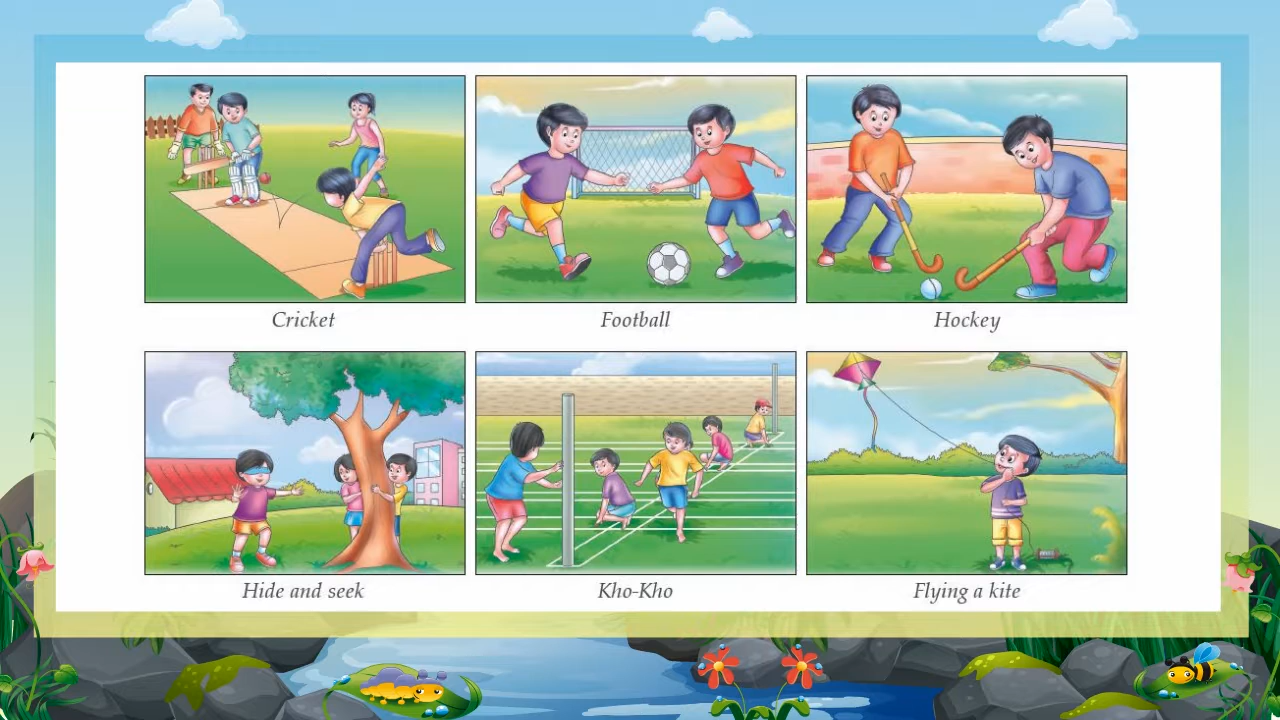 Cricket
Football
Hockey
Hide and seek
Kho-Kho
Flying a kite